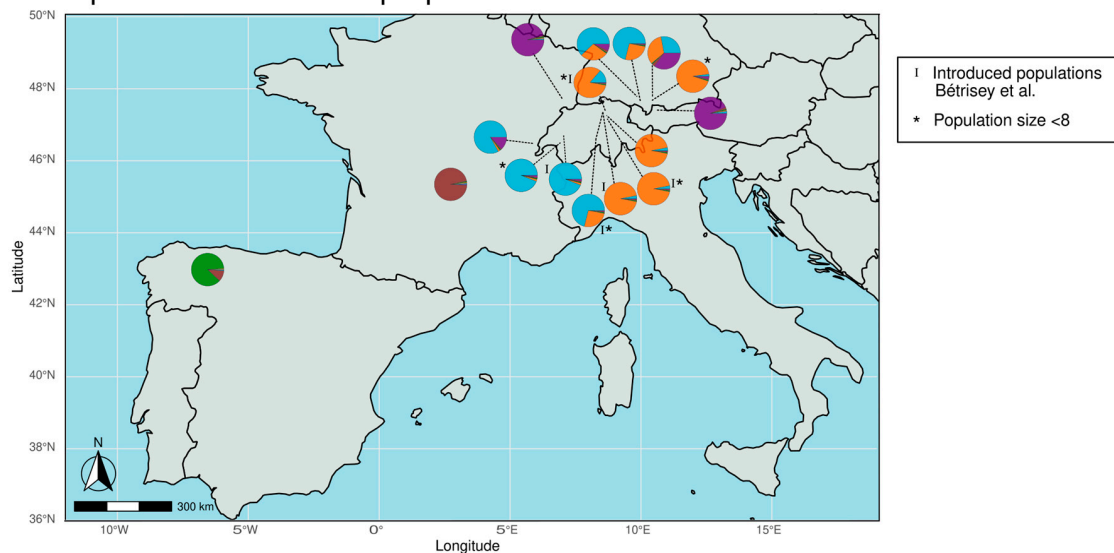 50°N
48°N
46°N
44°N
42°N
40°N
38°N
36°N
Latitude
*I
*
*
I
I
I*
I*
N
300 km
10°W
5°W
0°
5°E
10°E
15°E
Longitude
I Introduced populations
Bétrisey et al.
* Population size <8